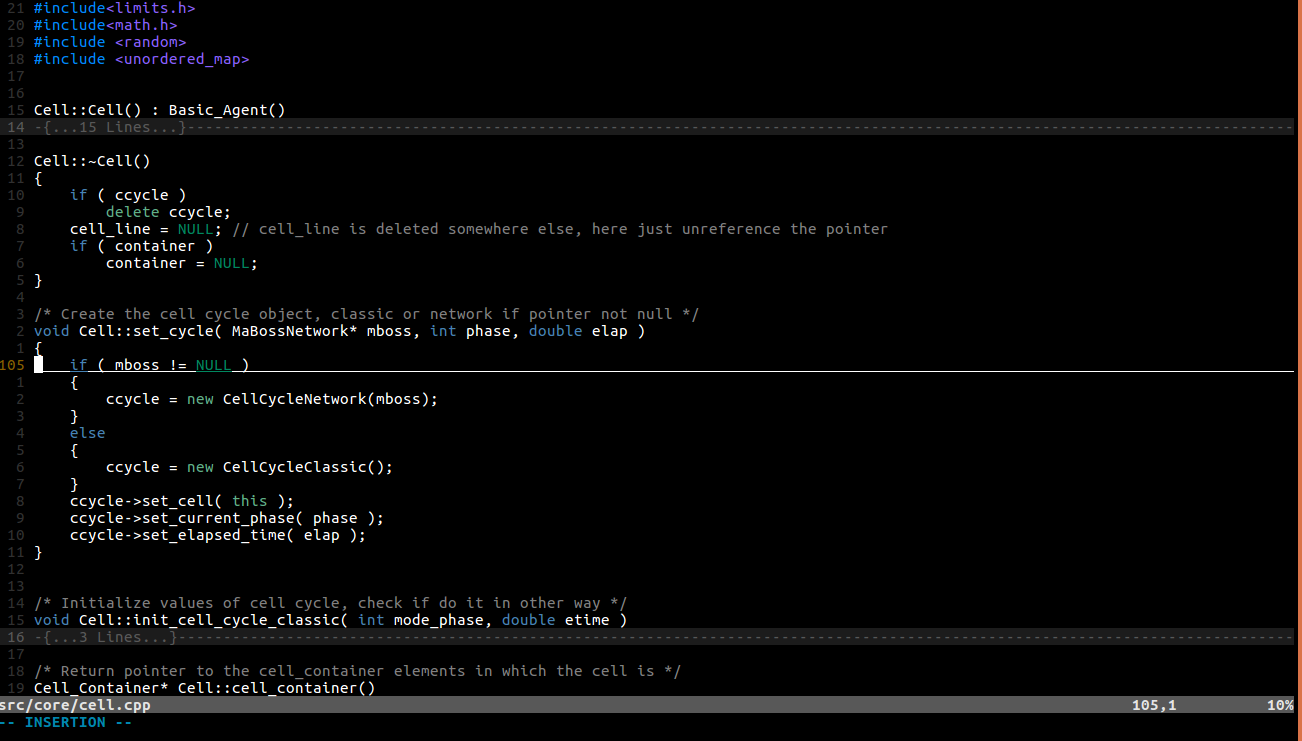 21 #include<limits.h>
20 #include<math.h>
19 #include <random>
18 #include <unordered_map>
17
16
15 Cell::Cell() : Basic_Agent()
14 -{...15 Lines...}---------------------------------------------------------------------------------------------------------------------------
13
12 Cell::~Cell()
11 {
10     if ( ccycle )
9         delete ccycle;
8     cell_line = NULL; // cell_line is deleted somewhere else, here just unreference the pointer
7     if ( container )
6         container = NULL;
5 }
4
3 /* Create the cell cycle object, classic or network if pointer not null */
2 void Cell::set_cycle( MaBossNetwork* mboss, int phase, double elap )
1 {
105     if ( mboss != NULL )
1     {
2         ccycle = new CellCycleNetwork(mboss);
3     }
4     else
5     {
6         ccycle = new CellCycleClassic();
7     }
8     ccycle->set_cell( this );
9     ccycle->set_current_phase( phase );
10     ccycle->set_elapsed_time( elap );
11 }
12
13
14 /* Initialize values of cell cycle, check if do it in other way */
15 void Cell::init_cell_cycle_classic( int mode_phase, double etime )
16 -{...3 Lines...}----------------------------------------------------------------------------------------------------------------------------
17
18 /* Return pointer to the cell_container elements in which the cell is */
19 Cell_Container* Cell::cell_container()
src/core/cell.cpp 105,1 10%
-- INSERTION --